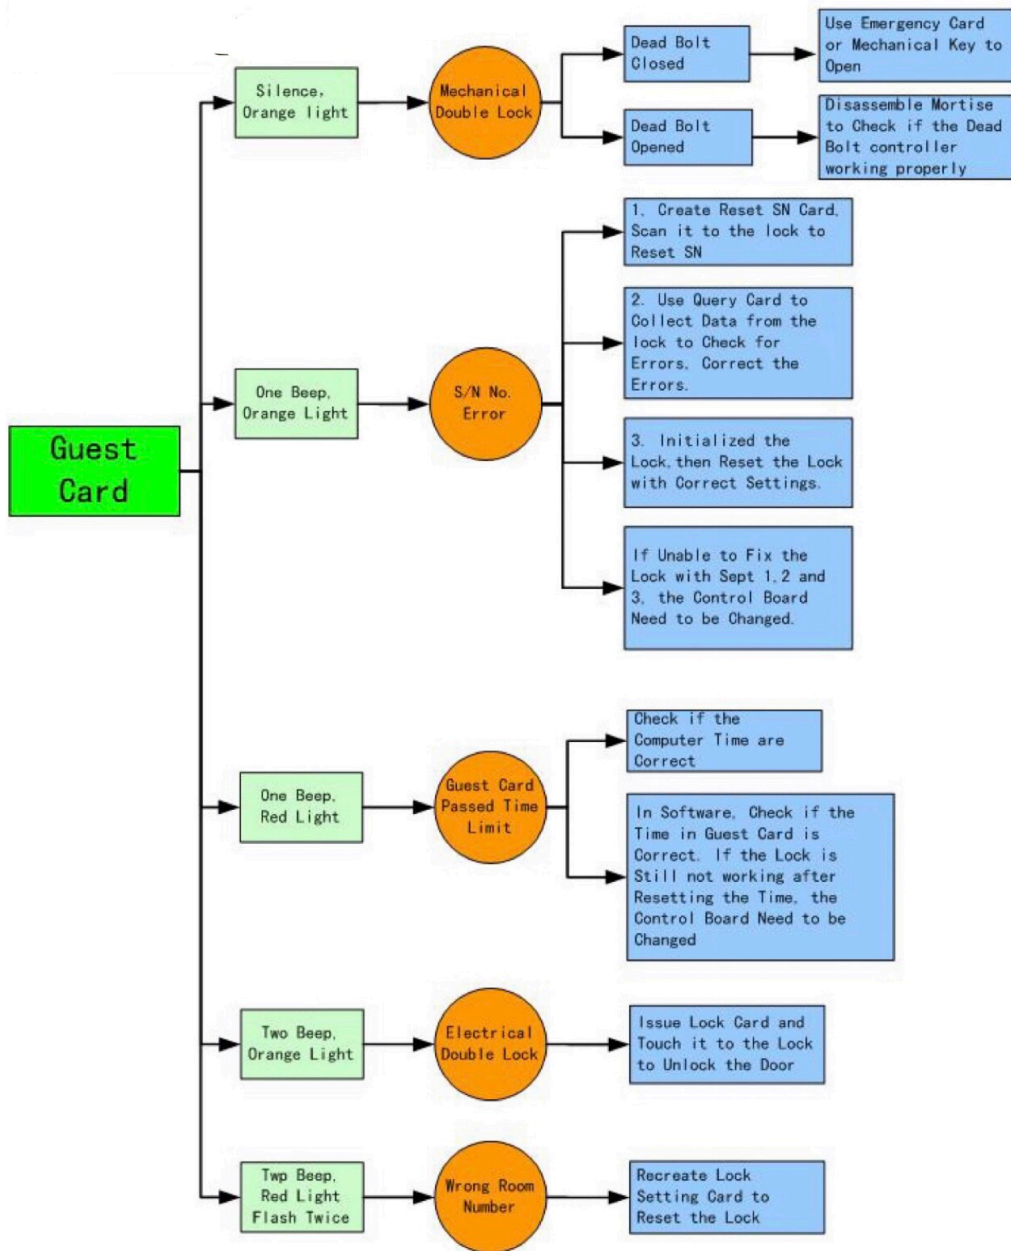 Silence,
Orange light
Mechanical
Double Lock
Dead Bolt
Closed
Use Emergency Card
or Mechanical Key to
Open
Dead Bolt
Opened
Disassemble Mortise
to Check if the Dead
Bolt controller
working properly
Guest
Card
One Beep,
Orange Light
S/N No.
Error
1, Create Reset SN Card,
Scan it to the lock to
Reset SN
2. Use Query Card to
Collect Data from the
lock to Check for
Errors, Correct the
Errors.
3. Initialized the
Lock,then Reset the Lock
with Correct Settings.
If Unable to Fix the
Lock with Sept 1,2 and
3, the Control Board
Need to be Changed.
One Beep,
Red Light
Guest Card
Passed Time
Limit
Check if the
Computer Time are
Correct
In Software, Check if the
Time in Guest Card is
Correct. If the Lock is
Still not working after
Resetting the Time, the
Control Board Need to be
Changed
Two Beep,
Orange Light
Electrical
Double Lock
Issue Lock Card and
Touch it to the Lock
to Unlock the Door
Twp Beep,
Red Light
Flash Twice
Wrong Room
Number
Recreate Lock
Setting Card to
Reset the Lock